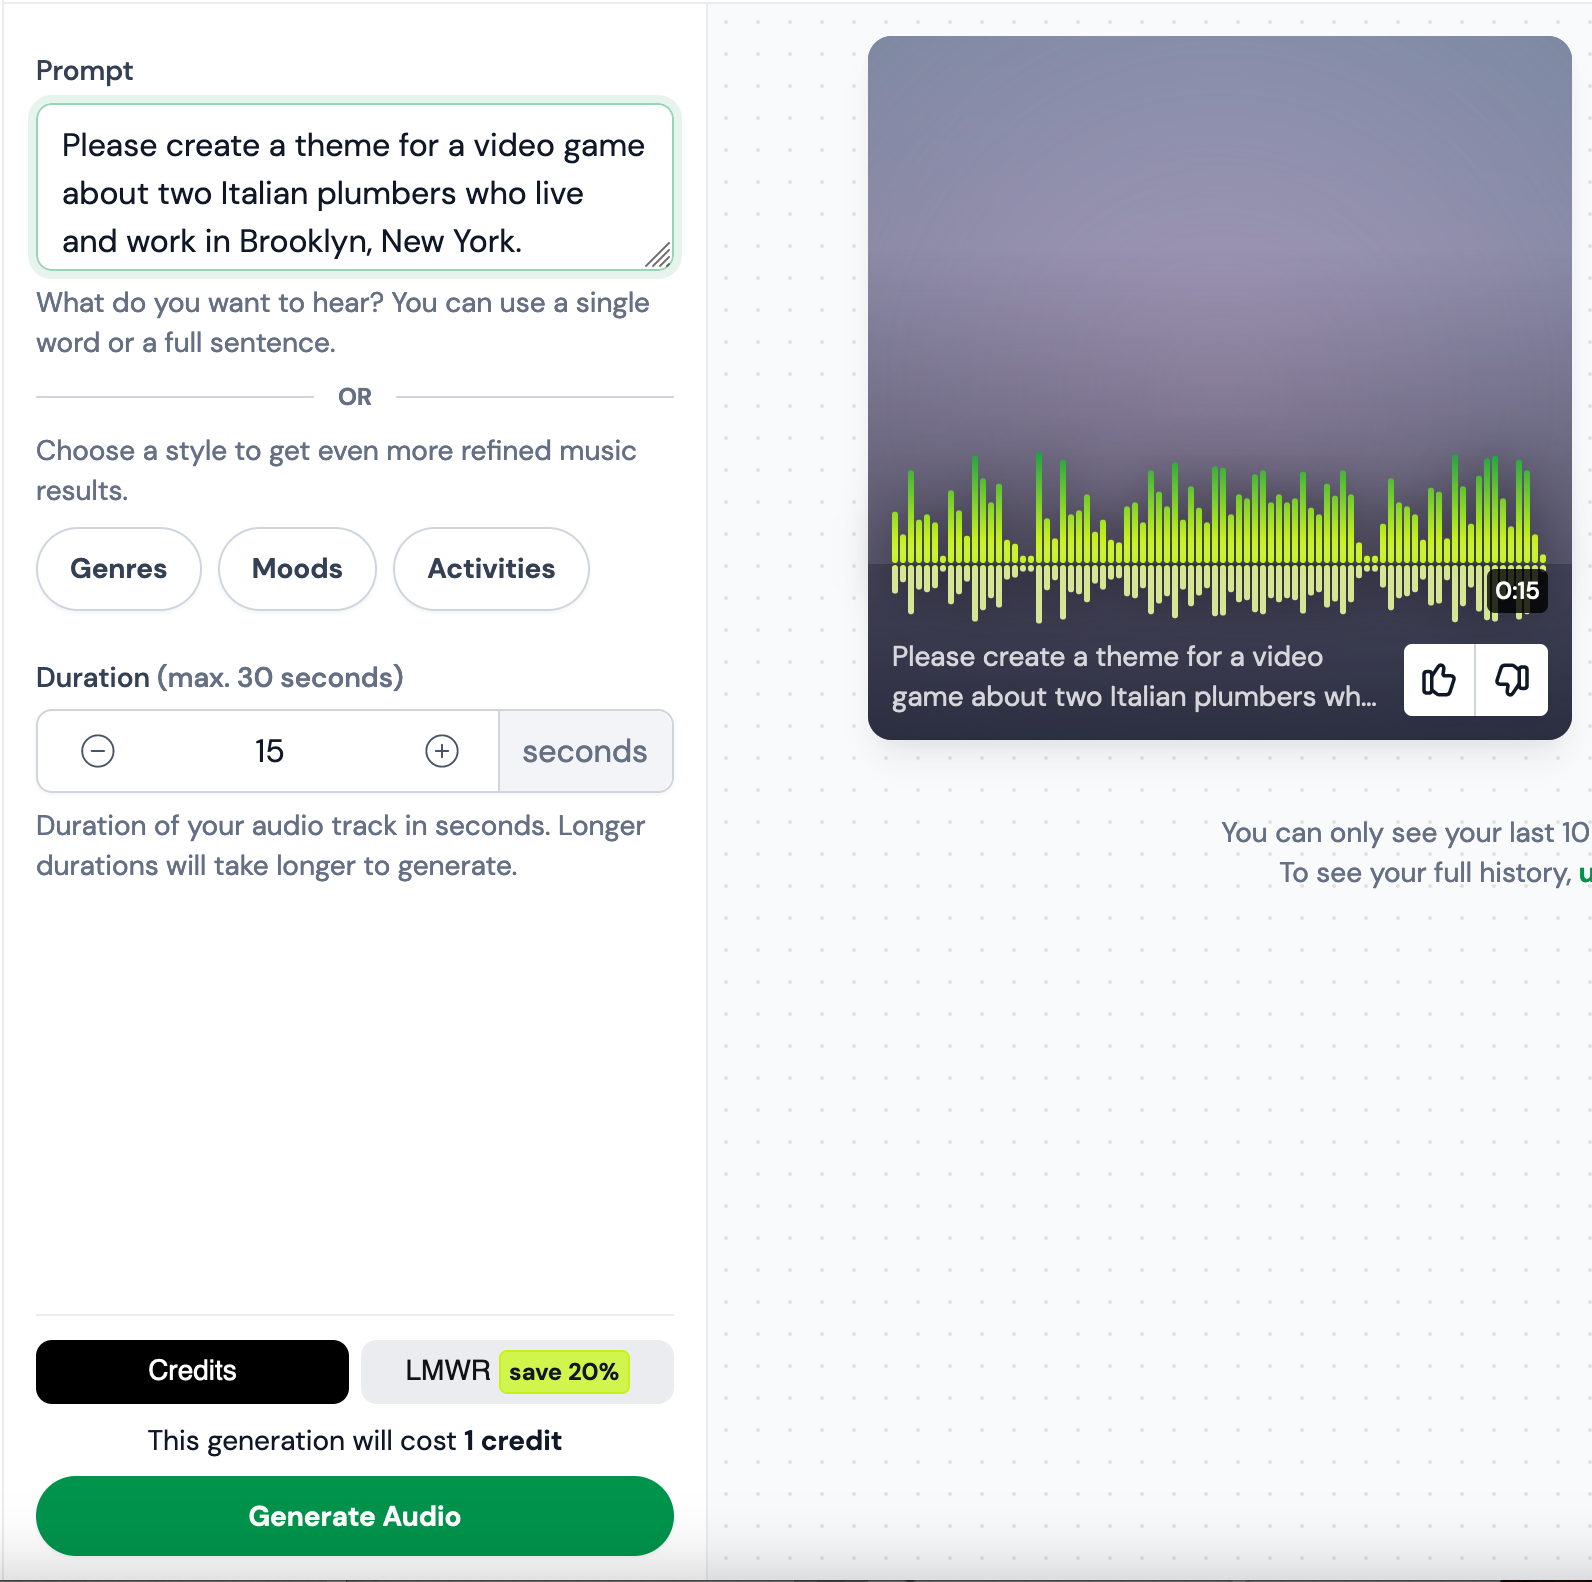 Prompt
Please create a theme for a video game
about two Italian plumbers who live
and work in Brooklyn, New York.
What do you want to hear? You can use a single
word or a full sentence.
OR
Choose a style to get even more refined music
results.
Genres
Moods
Activities
Duration (max. 30 seconds)
15
seconds
Duration of your audio track in seconds. Longer
durations will take longer to generate.
Credits
LMWR save 20%
This generation will cost 1 credit
Generate Audio
0:15
Please create a theme for a video
game about two Italian plumbers wh...
You can only see your last 10
To see your full history, u